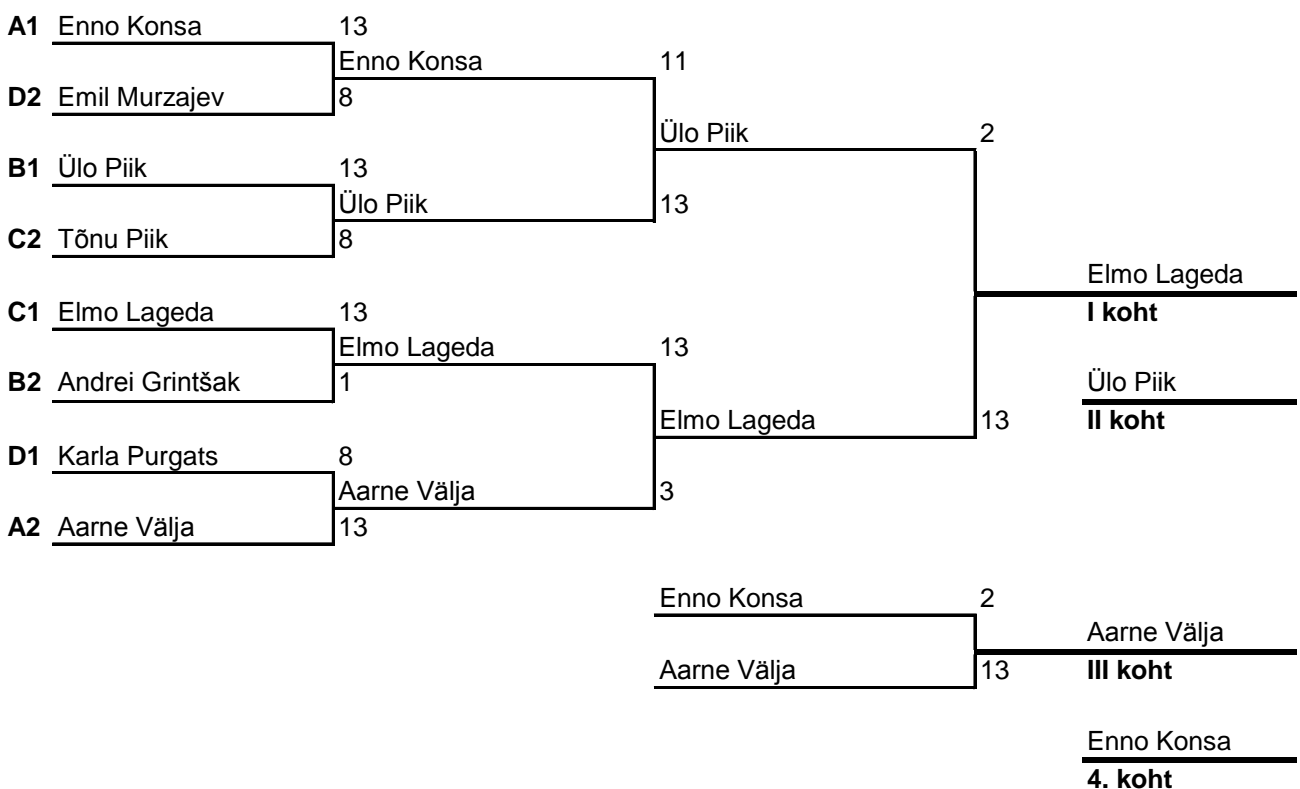 A1 Enno Konsa 13
Enno Konsa 11
D2 Emil Murzajev 8
Ülo Piik 2
B1 Ülo Piik 13
Ülo Piik 13
C2 Tõnu Piik 8
Elmo Lageda
C1 Elmo Lageda 13 I koht
Elmo Lageda 13
B2 Andrei Grintšak 1 Ülo Piik
Elmo Lageda 13 II koht
D1 Karla Purgats 8
Aarne Välja 3
A2 Aarne Välja 13
Enno Konsa 2
Aarne Välja
Aarne Välja 13 III koht
Enno Konsa
4. koht